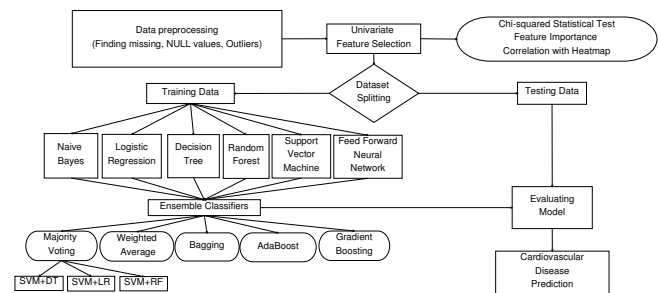 Data preprocessing
(Finding missing, NULL values, Outliers)
Univariate
Feature Selection
Chi-squared Statistical Test
Feature Importance
Correlation with Heatmap
Dataset
Splitting
Training Data
Testing Data
Naive
Bayes
Logistic
Regression
Decision
Tree
Random
Forest
Support
Vector
Machine
Feed Forward
Neural
Network
Ensemble Classifiers
Evaluating
Model
Majority
Voting
Weighted
Average
Bagging
AdaBoost
Gradient
Boosting
SVM+DT
SVM+LR
SVM+RF
Cardiovascular
Disease
Prediction